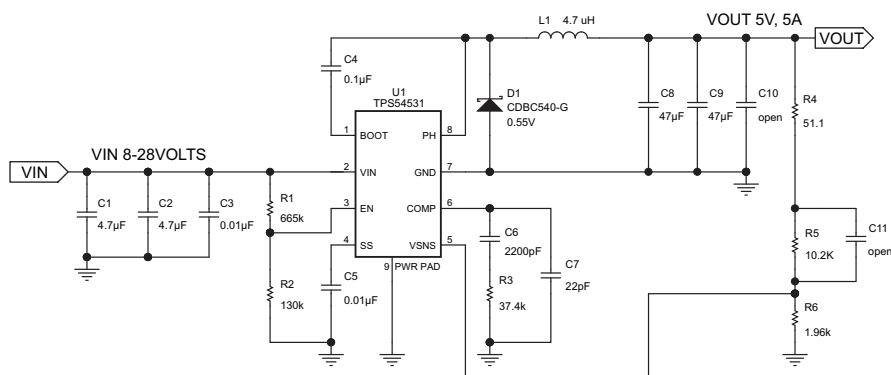 L1 4.7 uH
VOUT 5V, 5A
VOUT
C4
0.1µF
U1
TPS54531
D1
CDBC540-G
0.55V
C8
47µF
C9
47µF
C10
open
R4
51.1
1 BOOT PH 8
VIN 8-28VOLTS
VIN
2 VIN GND 7
C1
4.7µF
C2
4.7µF
C3
0.01µF
R1
665k
3 EN COMP 6
4 SS VSNS 5
9 PWR PAD
C6
2200pF
C7
22pF
R5
10.2K
C11
open
R2
130k
C5
0.01µF
R3
37.4k
R6
1.96k